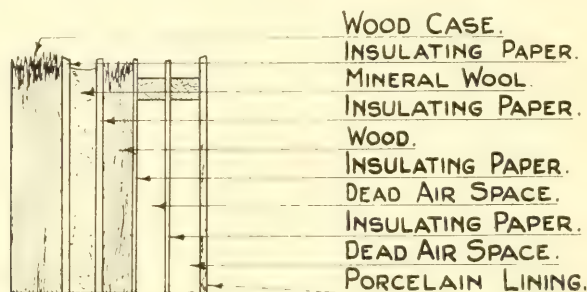 WOOD CASE.
INSULATING PAPER.
MINERAL WOOL
INSULATING PAPER.
WOOD.
INSULATING PAPER.
DEAD AIR SPACE.
INSULATING PAPER.
DEAD AIR SPACE.
PORCELAIN LINING.